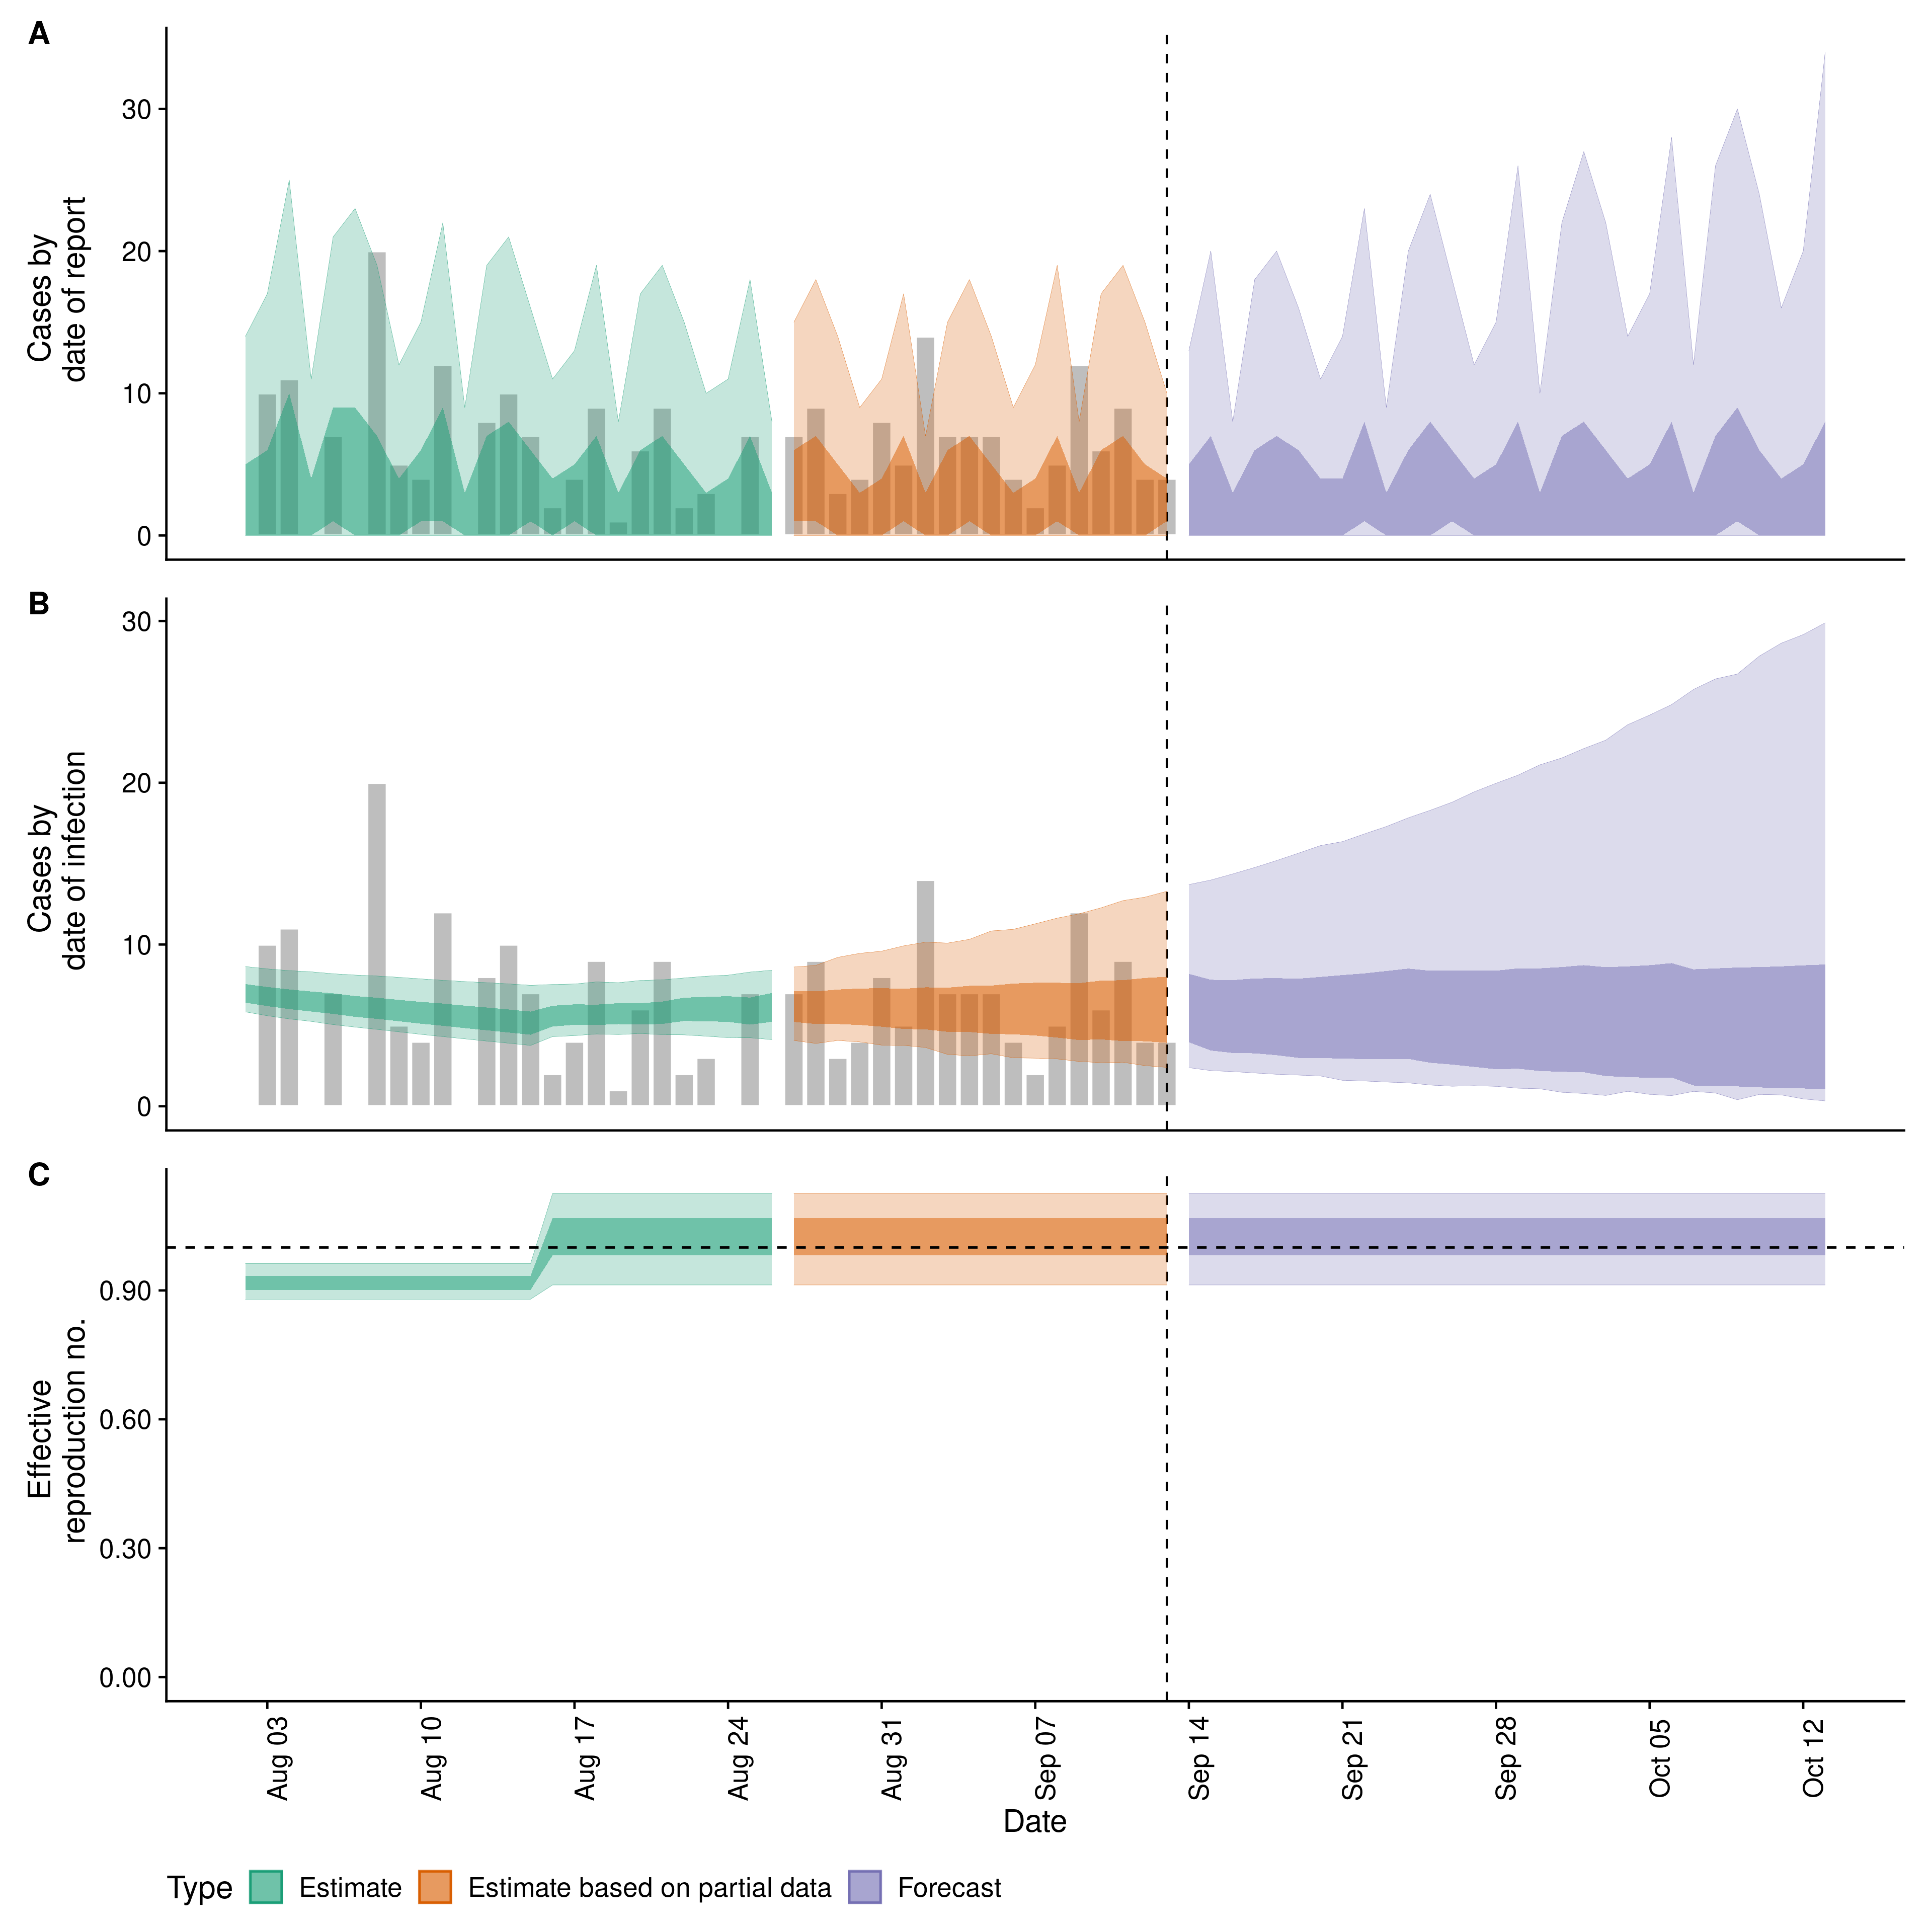 A
Cases by
date of report
30
20
10
0
B
Cases by
date of infection
30
20
10
0
C
Effective
reproduction no.
0.90
0.60
0.30
0.00
Aug 03
Aug 10
Aug 17
Aug 24
Aug 31
Sep 07
Sep 14
Sep 21
Sep 28
Oct 05
Oct 12
Date
Type Estimate Estimate based on partial data Forecast